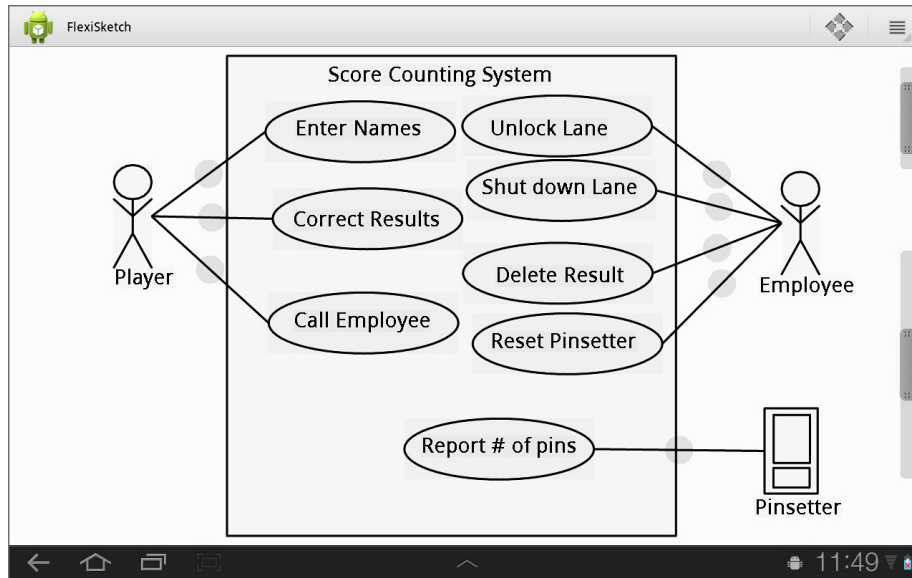 FlexiSketch
Score Counting System
Enter Names
Unlock Lane
Shut down Lane
Correct Results
Player
Delete Result
Employee
Call Employee
Reset Pinsetter
Report # of pins
Pinsetter
11:49